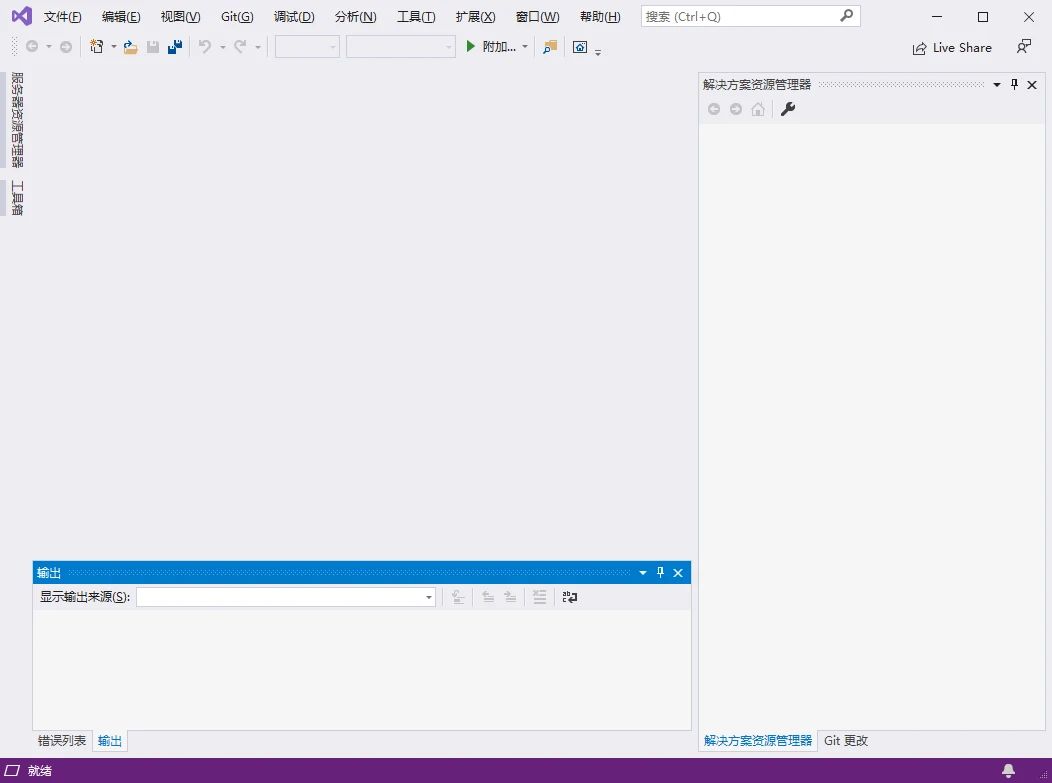 文件(F) 编辑(E) 视图(V) Git(G) 调试(D) 分析(N) 工具(T) 扩展(X) 窗口(W) 帮助(H) 搜索 (Ctrl+Q)
附加... Live Share
服务器资源管理器
工具箱
解决方案资源管理器
输出
显示输出来源(S):
错误列表 输出
解决方案资源管理器 Git 更改
就绪